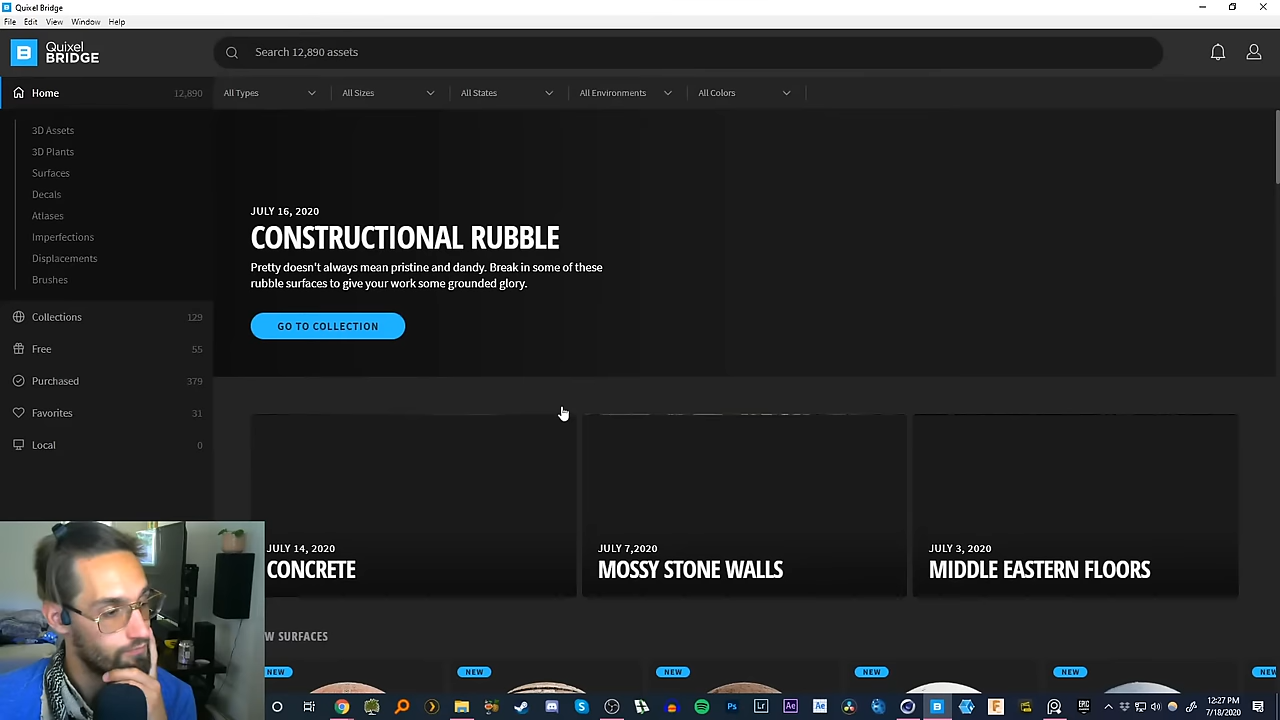 Quixel Bridge
File Edit View Window Help
Quixel
BRIDGE
Search 12,890 assets
Home 12,890
All Types All Sizes All States All Environments All Colors
3D Assets
3D Plants
Surfaces
Decals
Atlases
Imperfections
Displacements
Brushes
Collections 129
Free 55
Purchased 379
Favorites 31
Local 0
JULY 16, 2020
CONSTRUCTIONAL RUBBLE
Pretty doesn't always mean pristine and dandy. Break in some of these
rubble surfaces to give your work some grounded glory.
GO TO COLLECTION
JULY 14, 2020
CONCRETE
JULY 7,2020
MOSSY STONE WALLS
JULY 3, 2020
MIDDLE EASTERN FLOORS
W SURFACES
NEW NEW NEW NEW NEW NEW
12:27 PM
7/18/2020